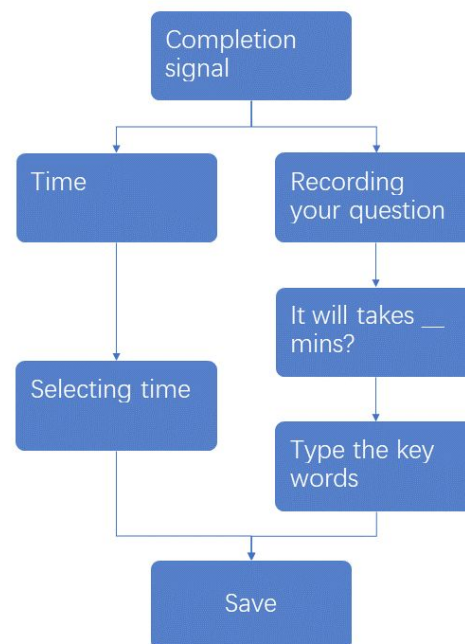 Completion
signal
Time
Recording
your question
It will takes __
mins?
Selecting time
Type the key
words
Save